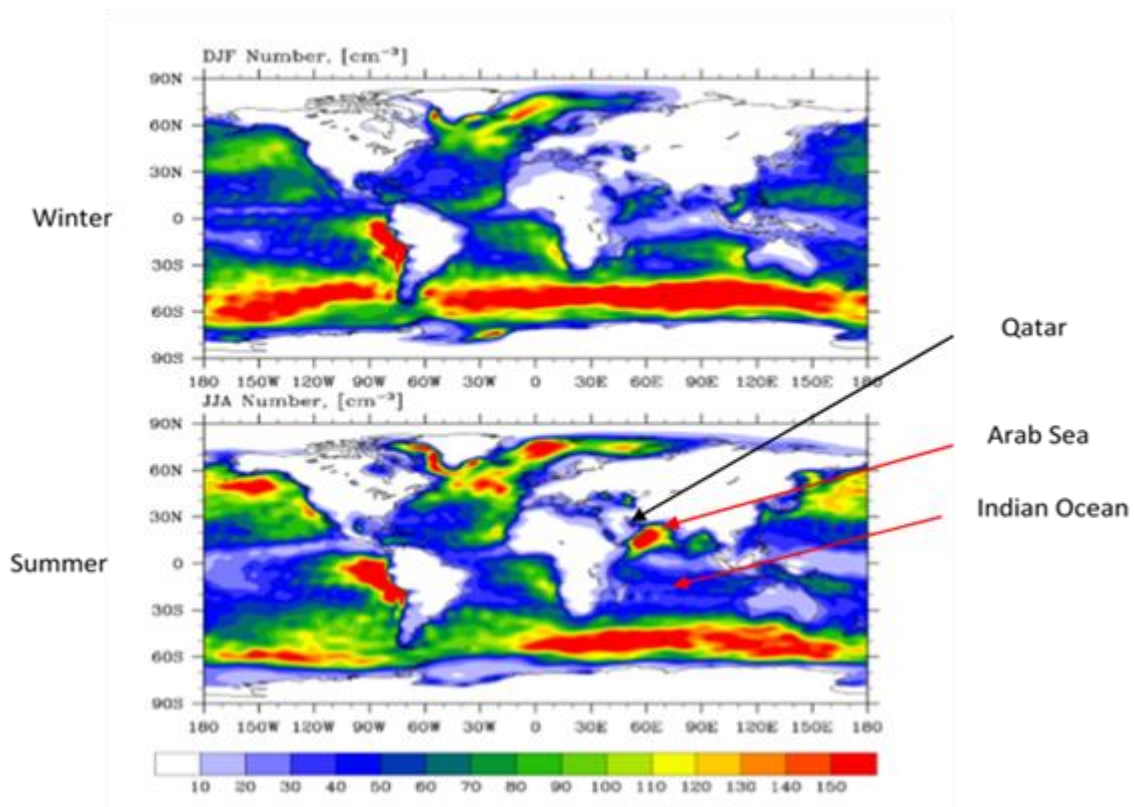 DJF Number, [cm⁻³]
90N
60N
30N
0
30S
60S
90S
180 150W 120W 90W 60W 30W 0 30E 60E 90E 120E 150E 180
Winter
JJA Number, [cm⁻³]
90N
60N
30N
0
30S
60S
90S
180 150W 120W 90W 60W 30W 0 30E 60E 90E 120E 150E 180
Summer
Qatar
Arab Sea
Indian Ocean
10 20 30 40 50 60 70 80 90 100 110 120 130 140 150